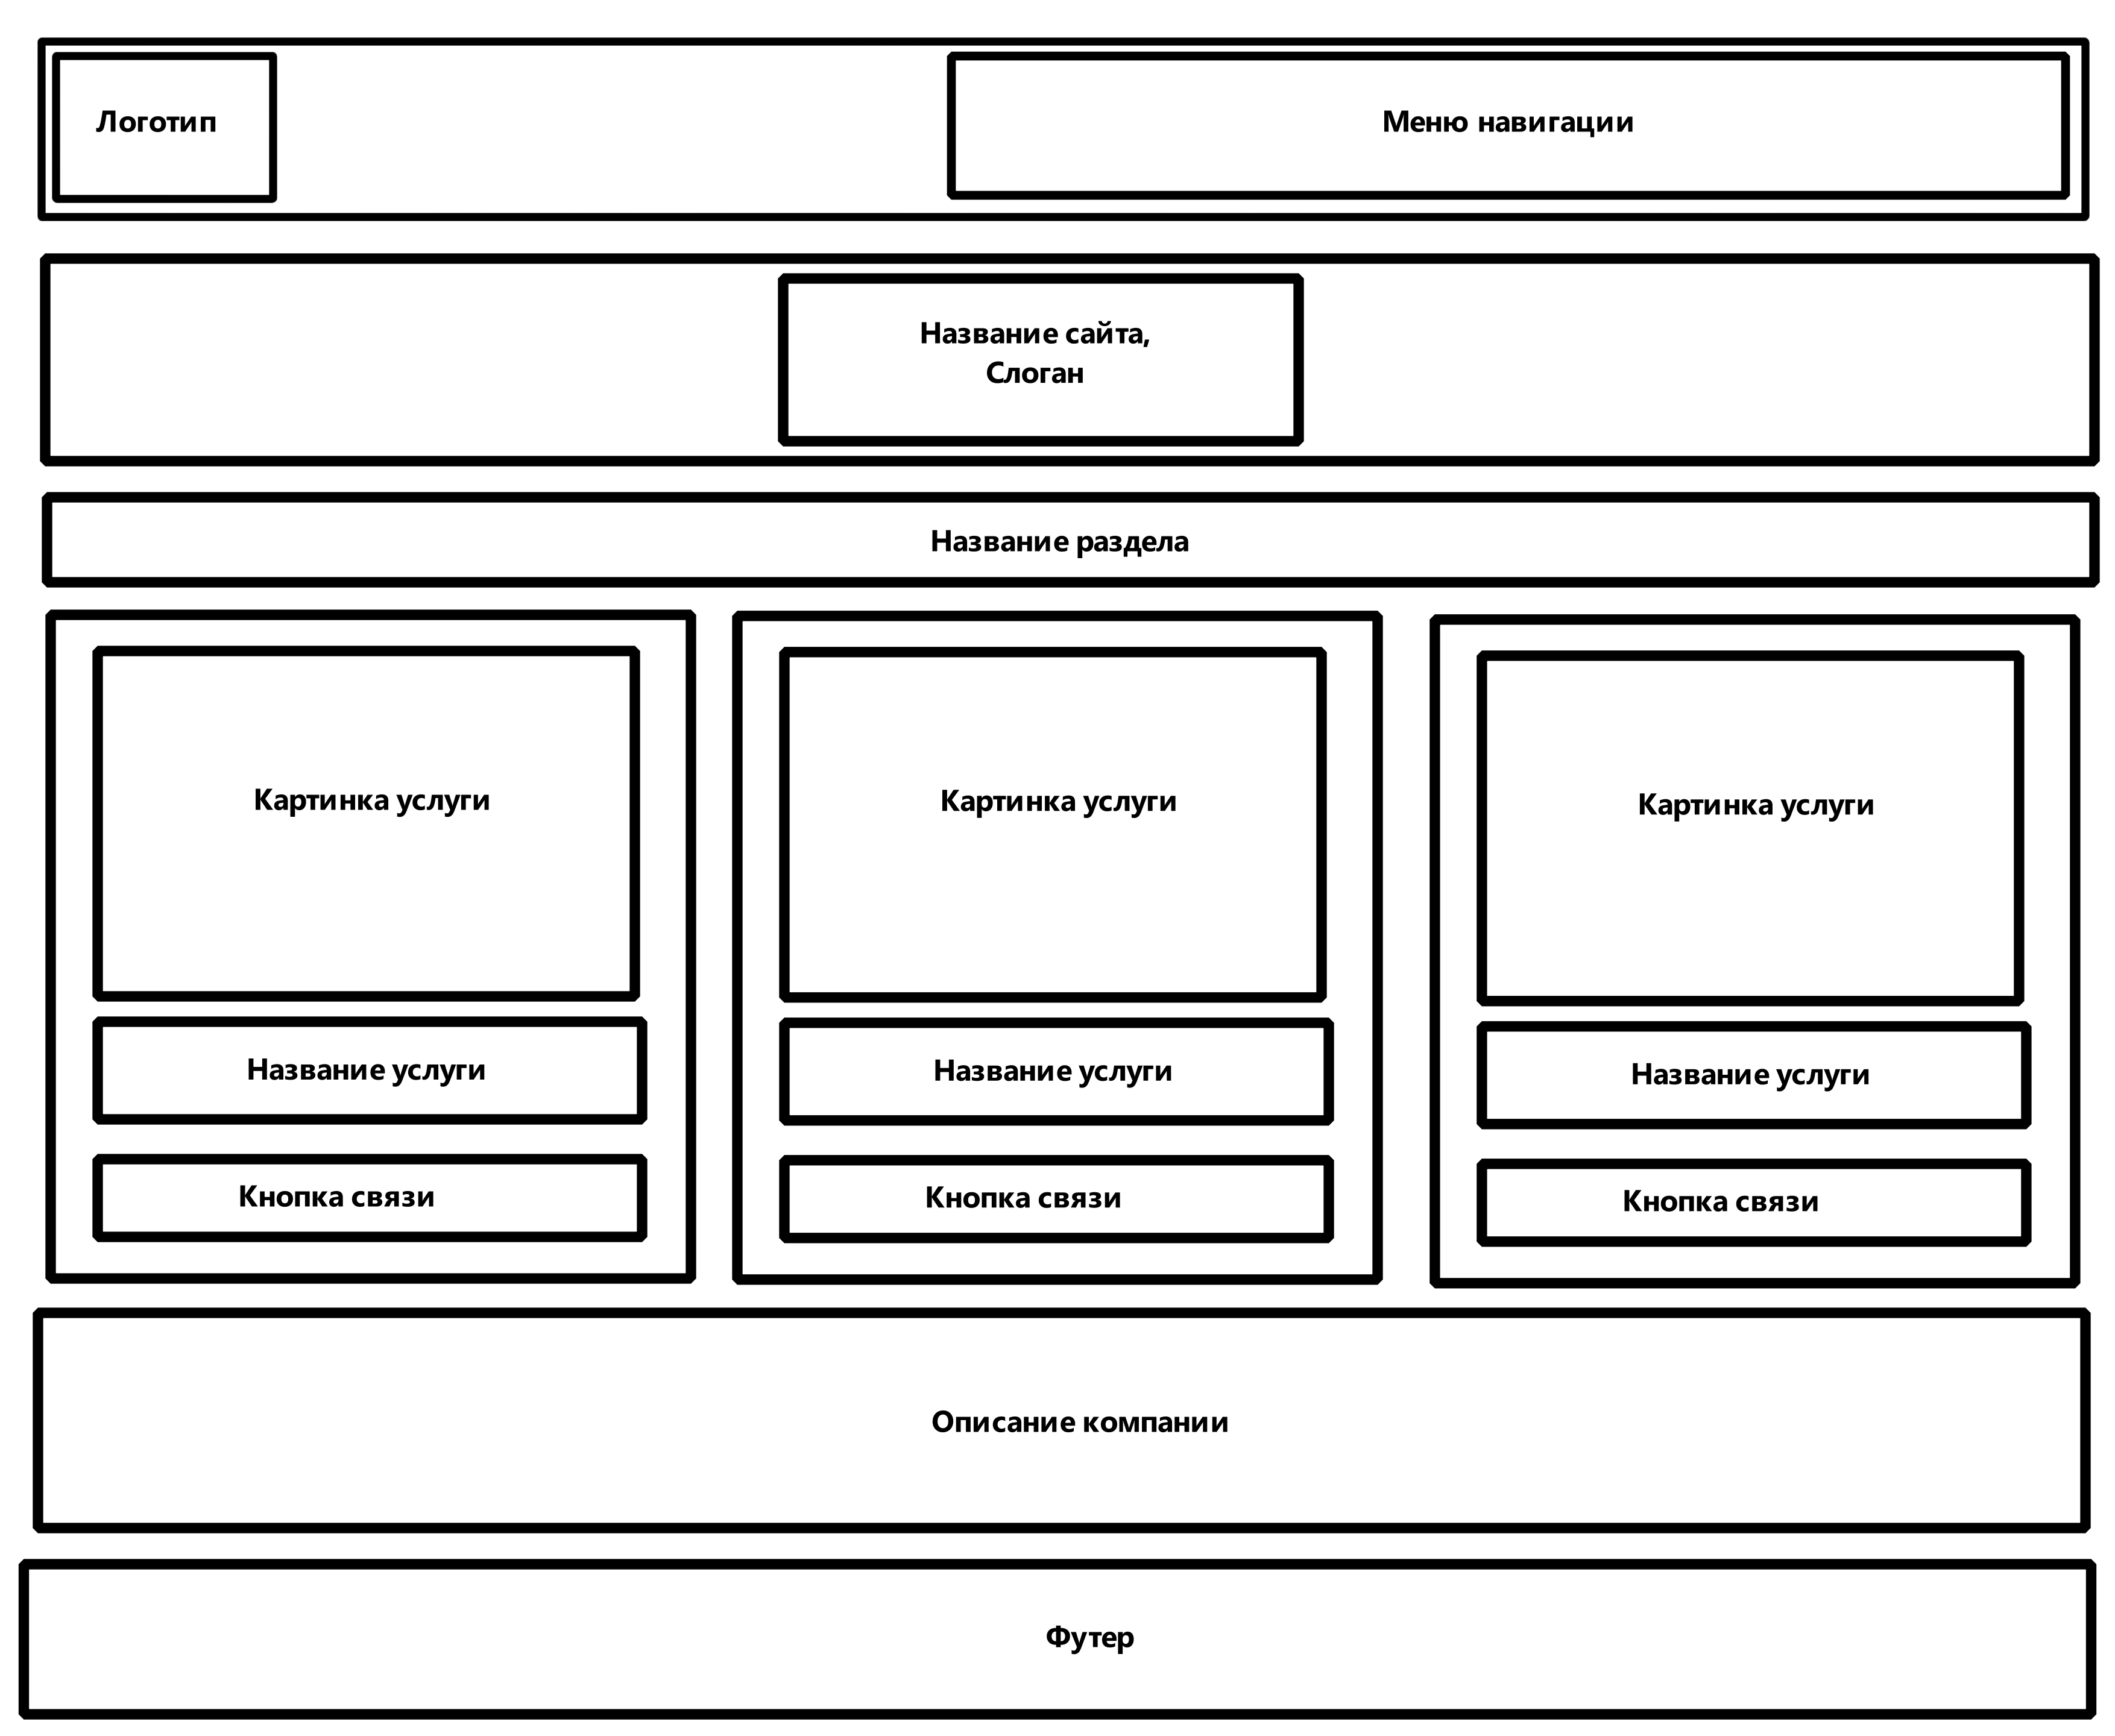 Логотип
Меню навигации
Название сайта,
Слоган
Название раздела
Картинка услуги
Картинка услуги
Картинка услуги
Название услуги
Название услуги
Название услуги
Кнопка связи
Кнопка связи
Кнопка связи
Описание компании
Футер